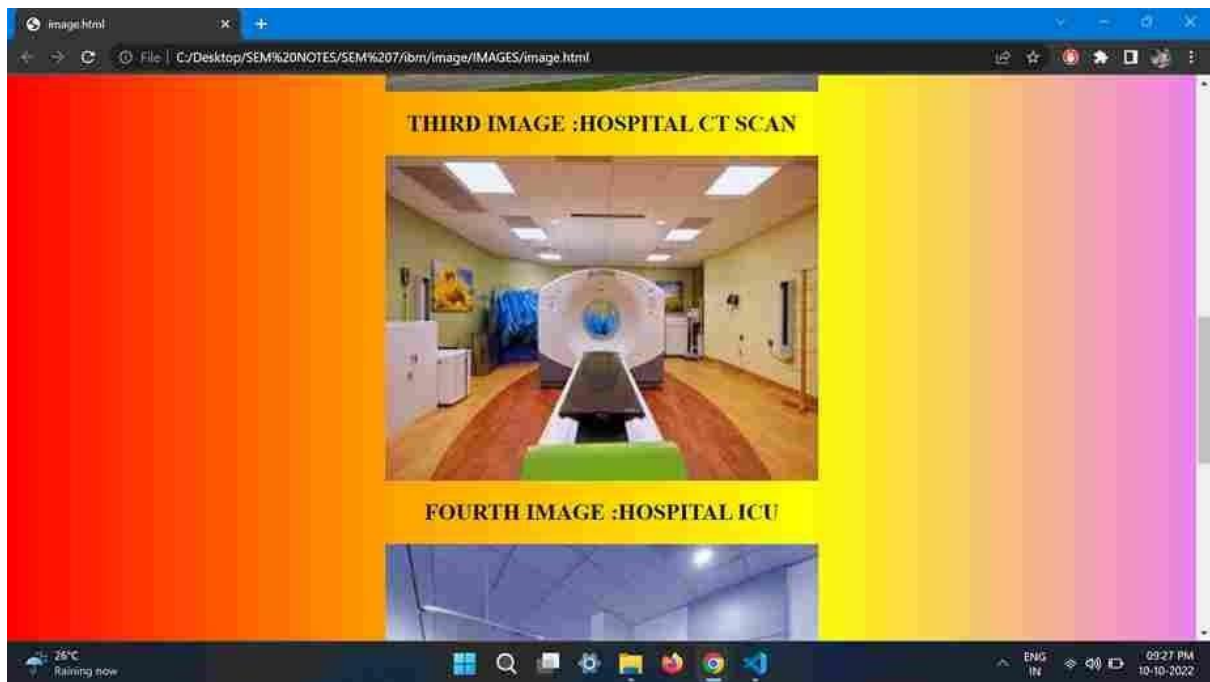 image.html
File | C:/Desktop/SEM%20NOTES/SEM%207/ibm/image/IMAGES/image.html
THIRD IMAGE :HOSPITAL CT SCAN
FOURTH IMAGE :HOSPITAL ICU
26°C
Raining now
ENG
IN
09:27 PM
10-10-2022